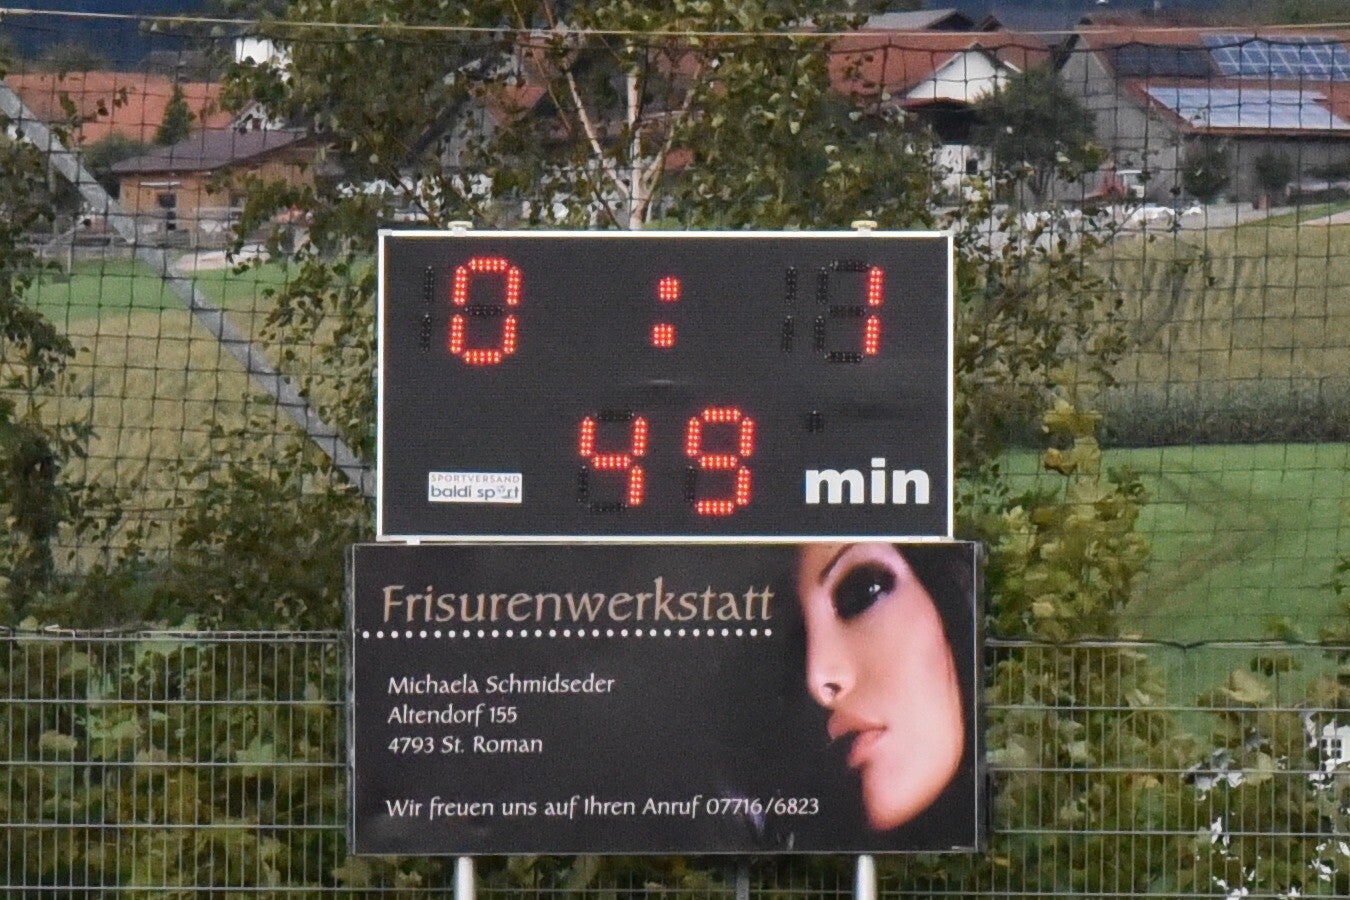 0 : 1
49 min
SPORTVERSAND
baldi sport
Frisurenwerkstatt
Michaela Schmidseder
Altendorf 155
4793 St. Roman
Wir freuen uns auf Ihren Anruf 07716/6823